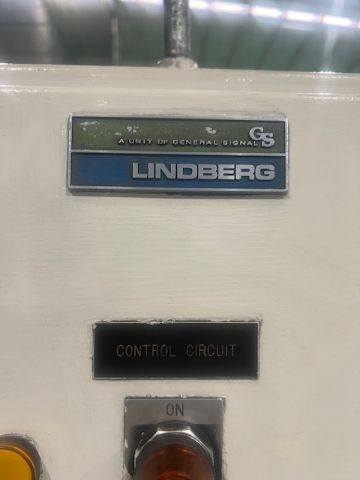 GS
A UNIT OF GENERAL SIGNAL
LINDBERG
CONTROL CIRCUIT
ON